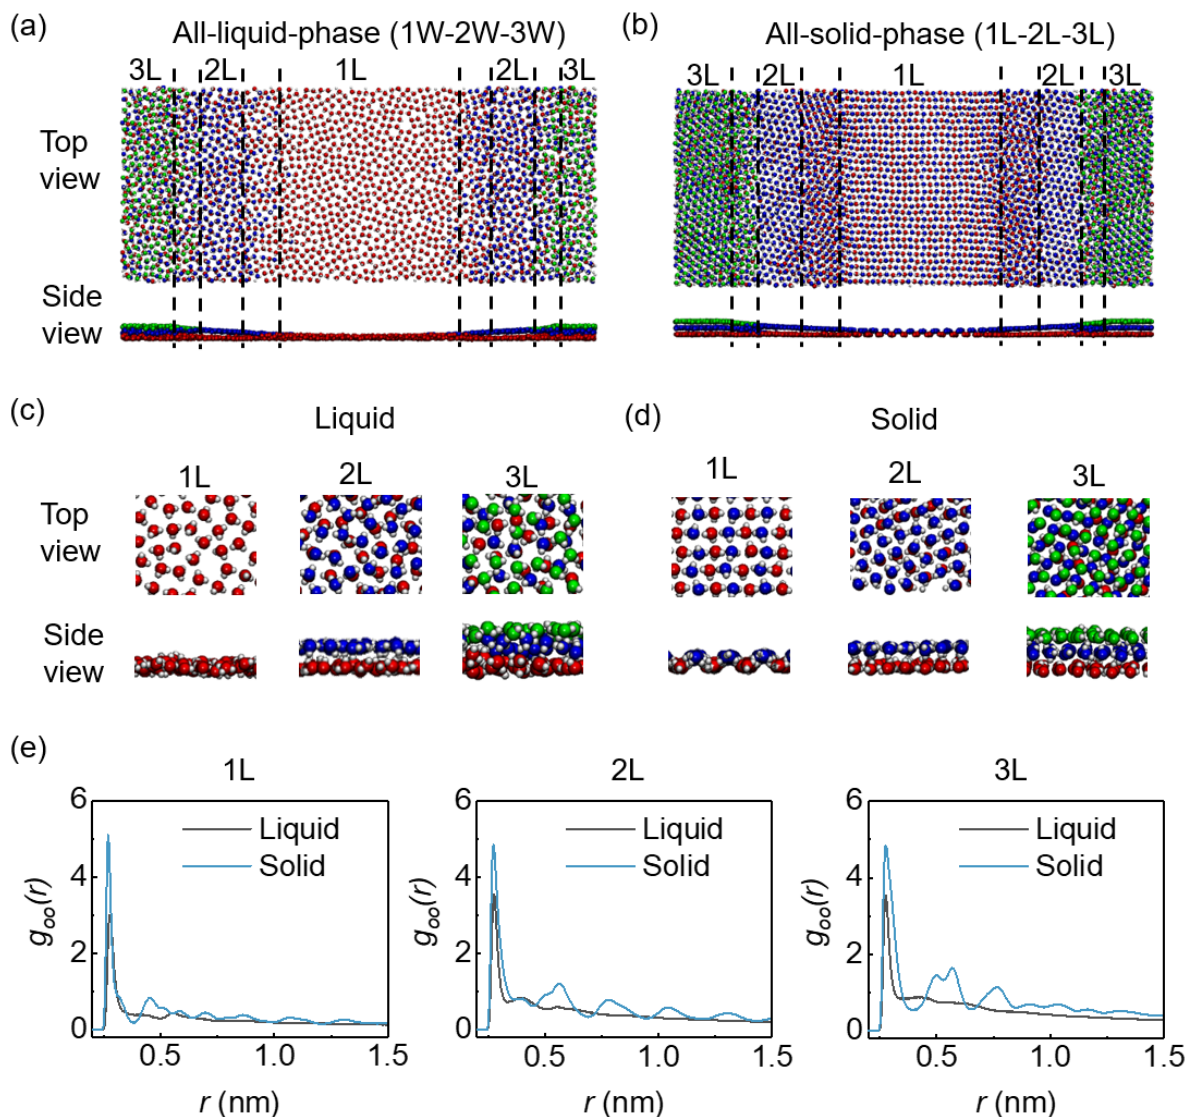 (a)
All-liquid-phase (1W-2W-3W)
3L 2L 1L 2L 3L
Top
view
Side
view
(b)
All-solid-phase (1L-2L-3L)
3L 2L 1L 2L 3L
(c)
Liquid
1L 2L 3L
Top
view
Side
view
(d)
Solid
1L 2L 3L
(e)
1L
6
4
2
0
goo(r)
Liquid
Solid
0.5 1.0 1.5
r (nm)
2L
6
4
2
0
goo(r)
Liquid
Solid
0.5 1.0 1.5
r (nm)
3L
6
4
2
0
goo(r)
Liquid
Solid
0.5 1.0 1.5
r (nm)